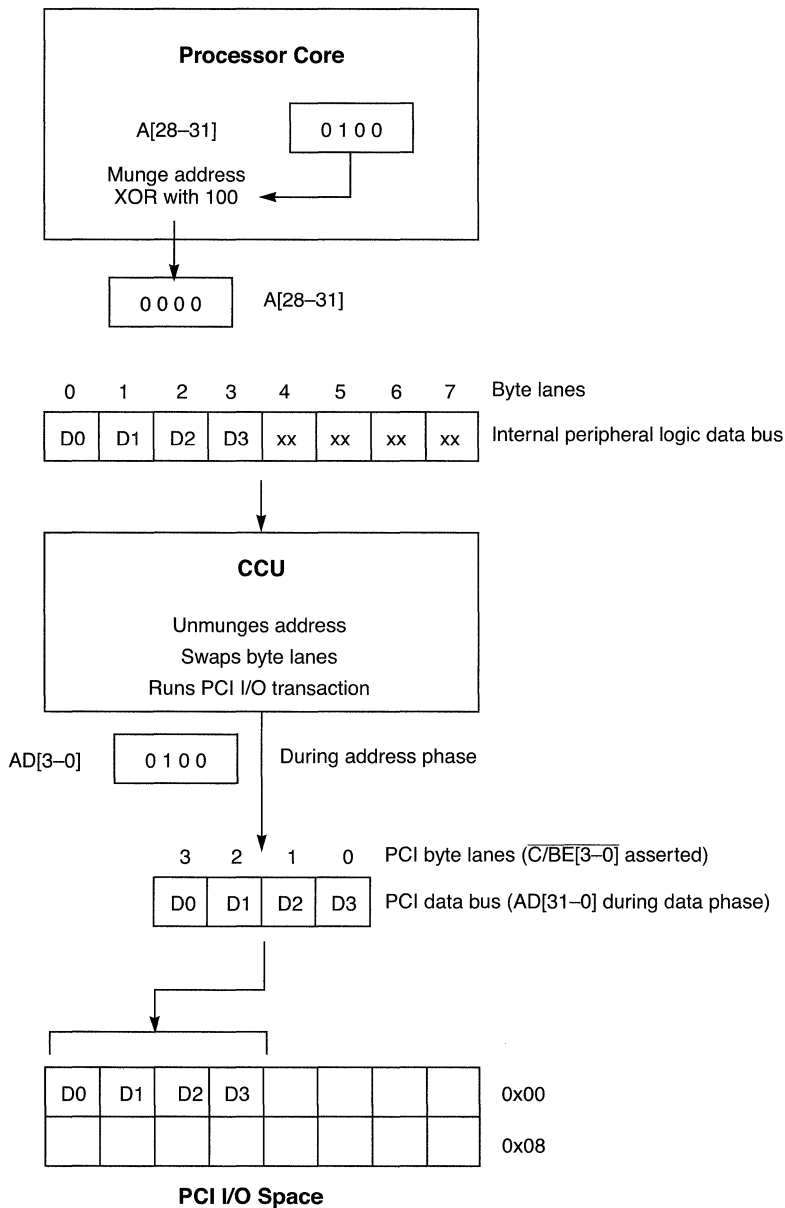 Processor Core
A[28–31]
0 1 0 0
Munge address
XOR with 100
0 0 0 0
A[28–31]
0 1 2 3 4 5 6 7 Byte lanes
D0 D1 D2 D3 xx xx xx xx Internal peripheral logic data bus
CCU
Unmunges address
Swaps byte lanes
Runs PCI I/O transaction
AD[3–0] 0 1 0 0 During address phase
3 2 1 0 PCI byte lanes (C/BE[3–0] asserted)
D0 D1 D2 D3 PCI data bus (AD[31–0] during data phase)
D0 D1 D2 D3 0x00
0x08
PCI I/O Space